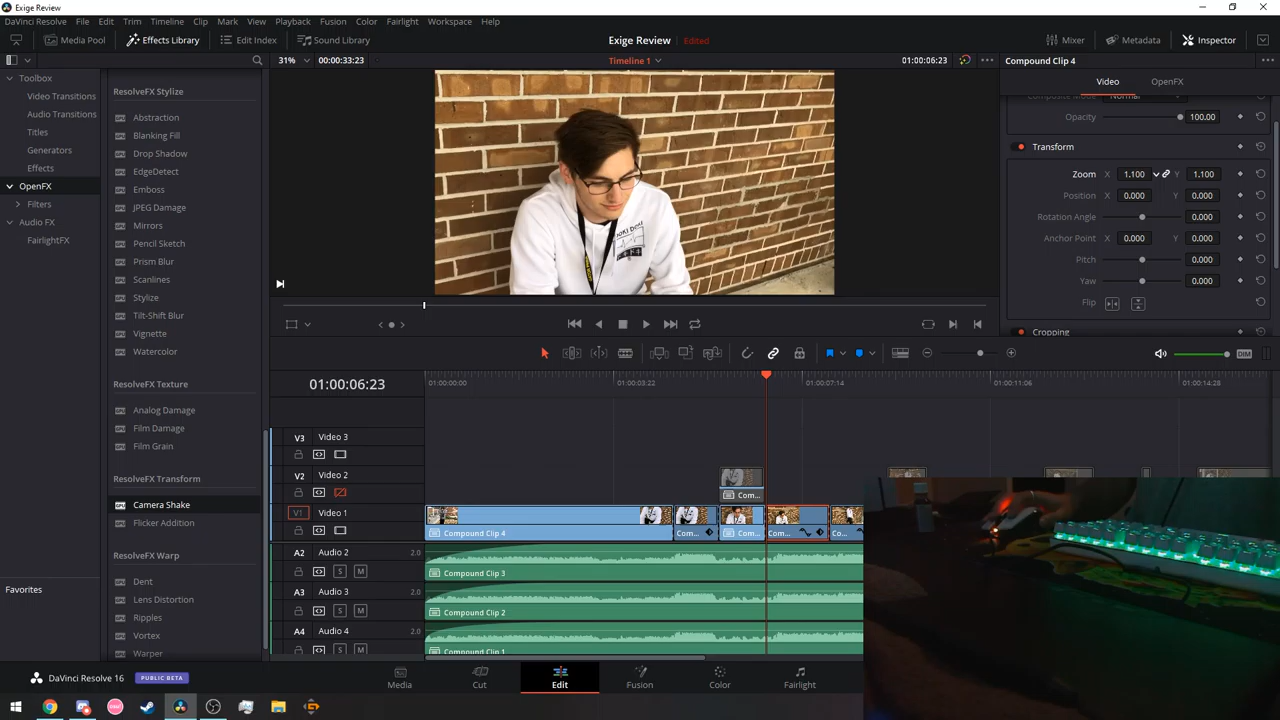 Exige Review
DaVinci Resolve File Edit Trim Timeline Clip Mark View Playback Fusion Color Fairlight Workspace Help
Media Pool Effects Library Edit Index Sound Library Exige Review Edited Mixer Metadata Inspector
31% 00:00:33:23 Timeline 1 01:00:06:23 Compound Clip 4
Toolbox
Video Transitions
Audio Transitions
Titles
Generators
Effects
OpenFX
Filters
Audio FX
FairlightFX
Favorites
ResolveFX Stylize
Abstraction
Blanking Fill
Drop Shadow
EdgeDetect
Emboss
JPEG Damage
Mirrors
Pencil Sketch
Prism Blur
Scanlines
Stylize
Tilt-Shift Blur
Vignette
Watercolor
ResolveFX Texture
Analog Damage
Film Damage
Film Grain
ResolveFX Transform
Camera Shake
Flicker Addition
ResolveFX Warp
Dent
Lens Distortion
Ripples
Vortex
Warper
DOKI DOKI
Video OpenFX
Composite Mode Normal
Opacity 100.00
Transform
Zoom X 1.100 Y 1.100
Position X 0.000 Y 0.000
Rotation Angle 0.000
Anchor Point X 0.000 Y 0.000
Pitch 0.000
Yaw 0.000
Flip
Cropping
DIM
01:00:06:23
01:00:00:00 01:00:03:22 01:00:07:14 01:00:11:06 01:00:14:28
V3 Video 3
V2 Video 2
Com...
V1 Video 1
Compound Clip 4 Com... Com... Com... Co...
A2 Audio 2 2.0
S M Compound Clip 3
A3 Audio 3 2.0
S M Compound Clip 2
A4 Audio 4 2.0
S M Compound Clip 1
DaVinci Resolve 16 PUBLIC BETA
Media Cut Edit Fusion Color Fairlight